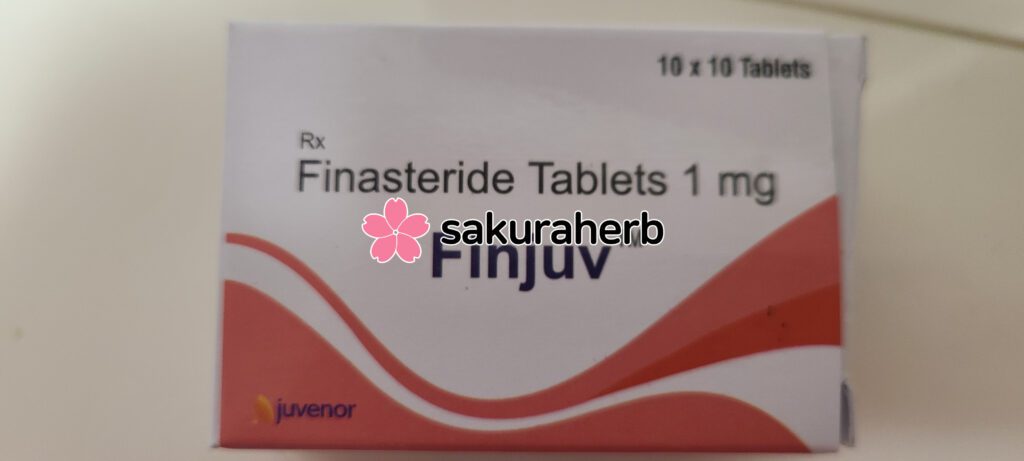 10 x 10 Tablets
Rx
Finasteride Tablets 1 mg
sakuraherb
Finjuv
juvenor